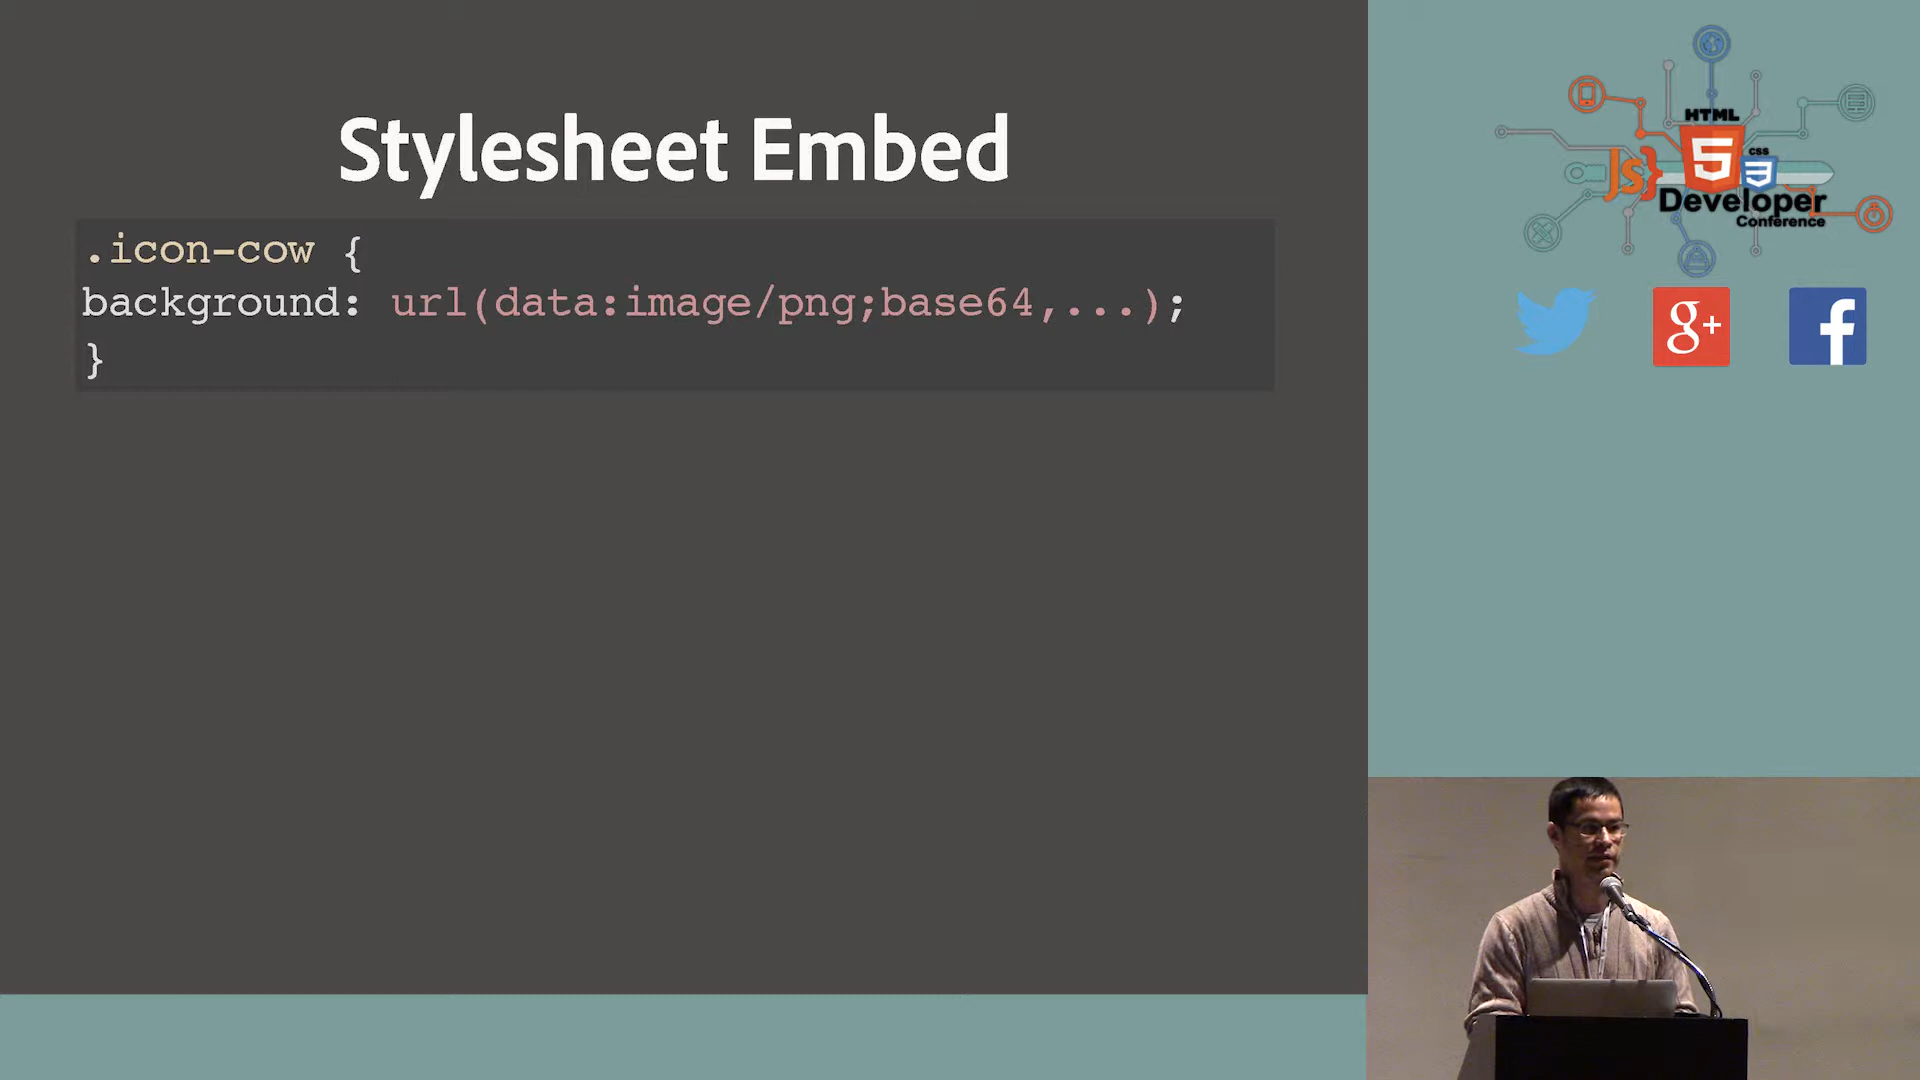 Stylesheet Embed
.icon-cow {
background: url(data:image/png;base64,...);
}
HTML
5
JS}
CSS
3
Developer
Conference
g+
f